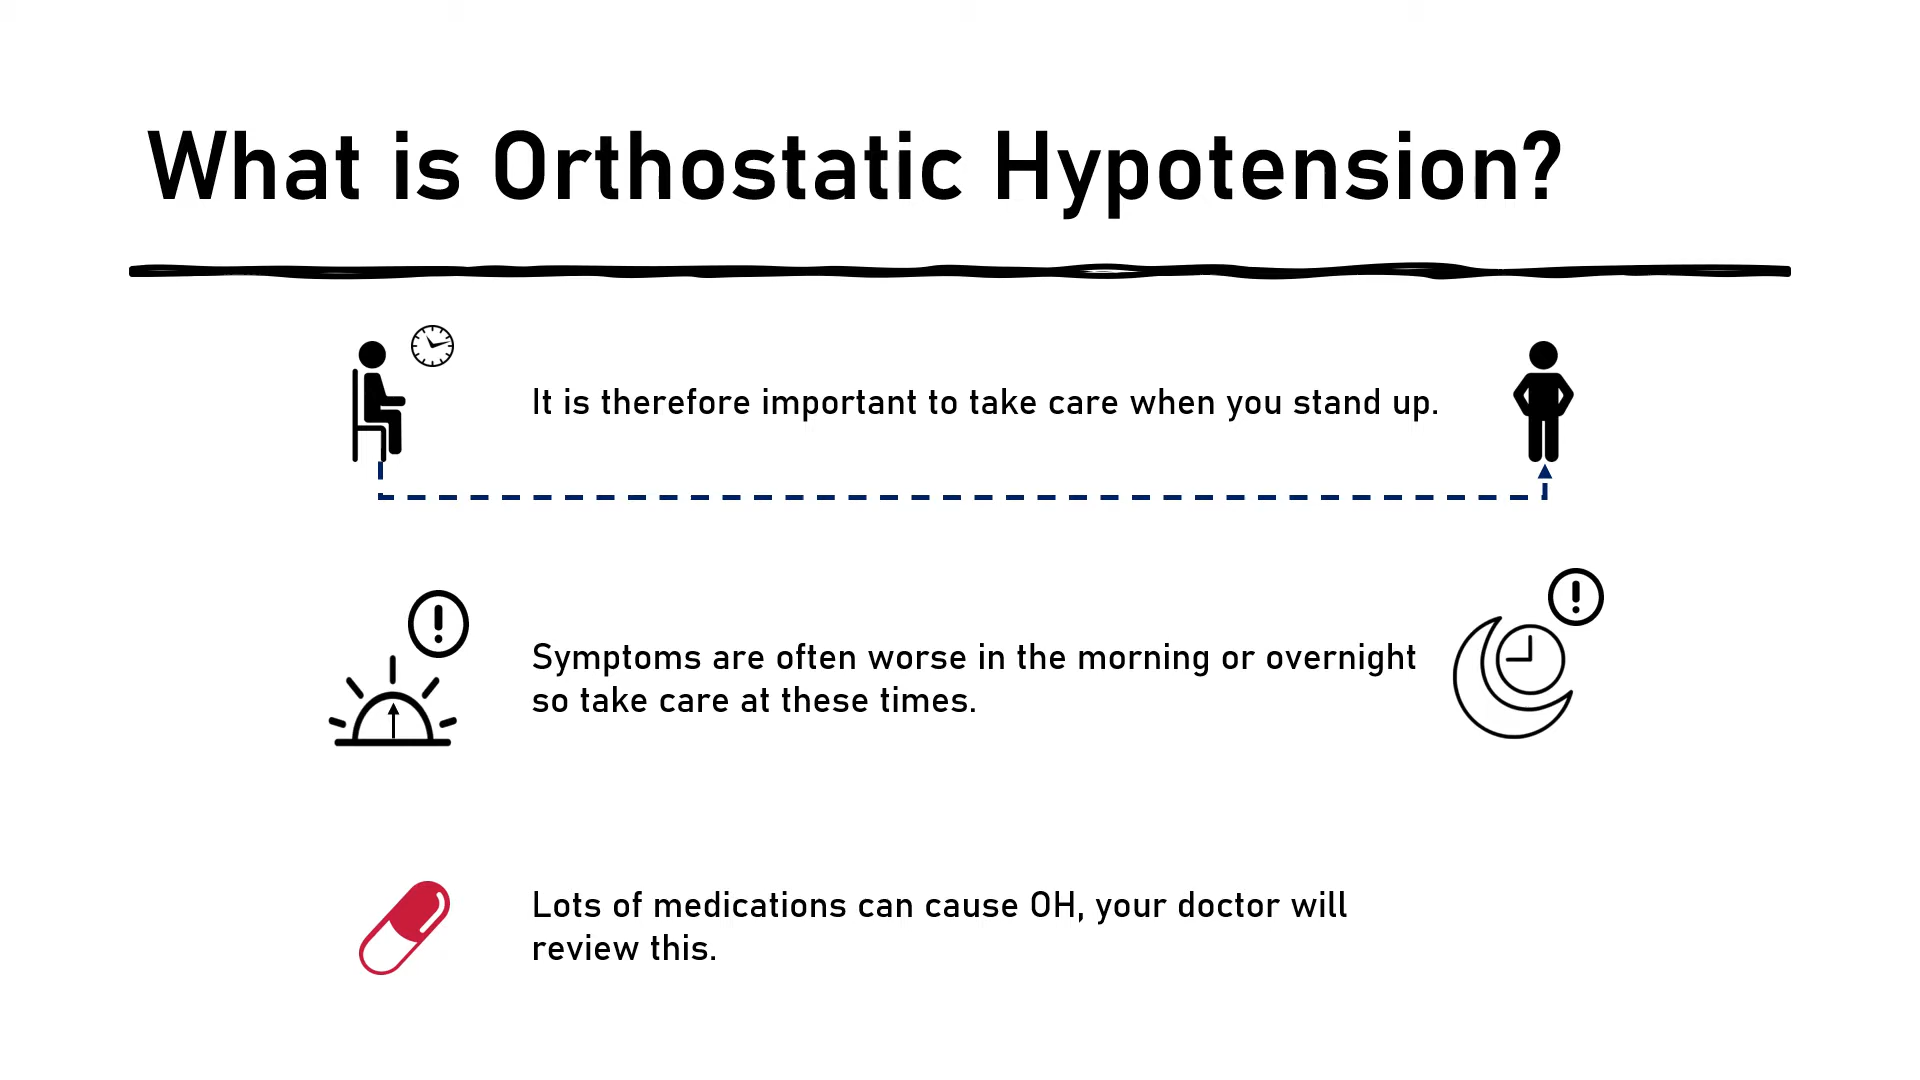 What is Orthostatic Hypotension?
It is therefore important to take care when you stand up.
Symptoms are often worse in the morning or overnight
so take care at these times.
Lots of medications can cause OH, your doctor will
review this.